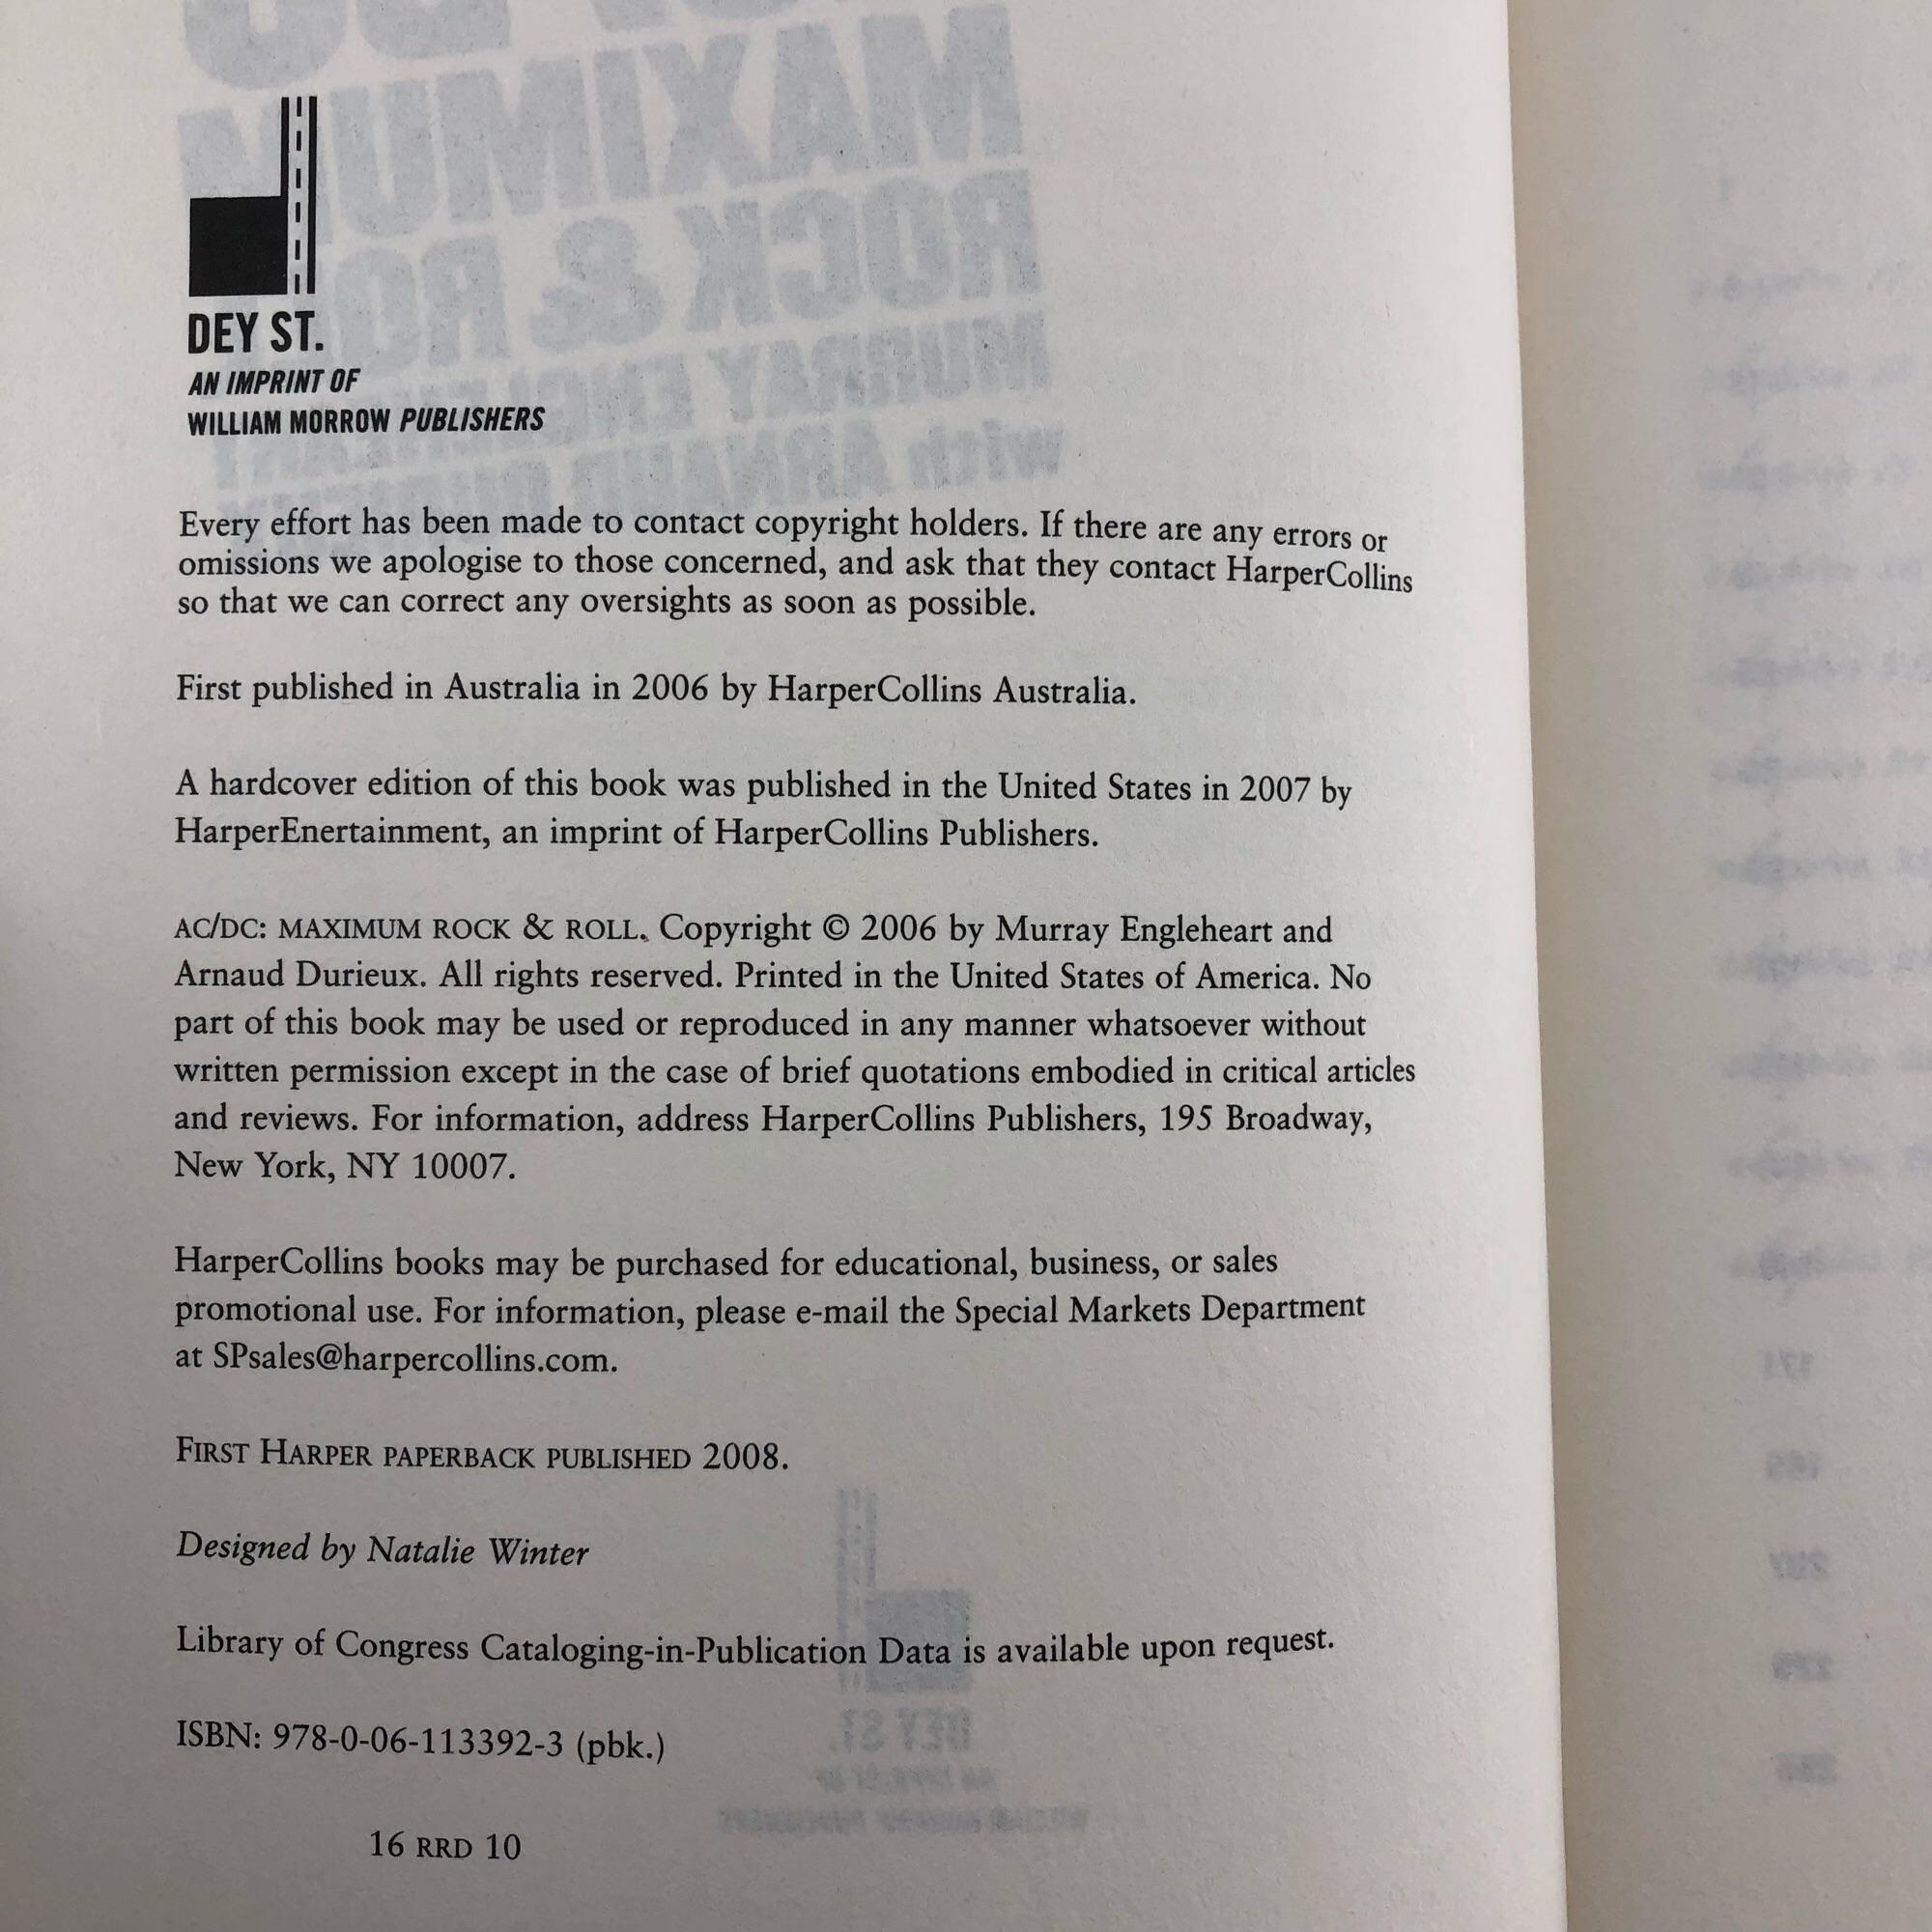 DEY ST.
AN IMPRINT OF
WILLIAM MORROW PUBLISHERS
Every effort has been made to contact copyright holders. If there are any errors or
omissions we apologise to those concerned, and ask that they contact HarperCollins
so that we can correct any oversights as soon as possible.
First published in Australia in 2006 by HarperCollins Australia.
A hardcover edition of this book was published in the United States in 2007 by
HarperEnertainment, an imprint of HarperCollins Publishers.
AC/DC: MAXIMUM ROCK & ROLL. Copyright © 2006 by Murray Engleheart and
Arnaud Durieux. All rights reserved. Printed in the United States of America. No
part of this book may be used or reproduced in any manner whatsoever without
written permission except in the case of brief quotations embodied in critical articles
and reviews. For information, address HarperCollins Publishers, 195 Broadway,
New York, NY 10007.
HarperCollins books may be purchased for educational, business, or sales
promotional use. For information, please e-mail the Special Markets Department
at SPsales@harpercollins.com.
FIRST HARPER PAPERBACK PUBLISHED 2008.
Designed by Natalie Winter
Library of Congress Cataloging-in-Publication Data is available upon request.
ISBN: 978-0-06-113392-3 (pbk.)
16 RRD 10